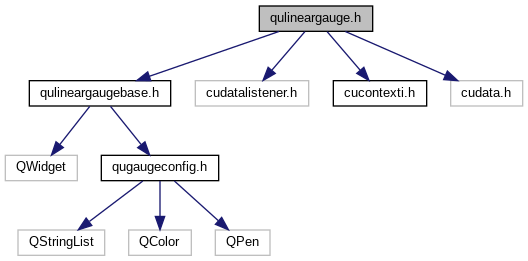 qulineargauge.h
qulineargaugebase.h
cudatalistener.h
cucontexti.h
cudata.h
QWidget
qugaugeconfig.h
QStringList
QColor
QPen